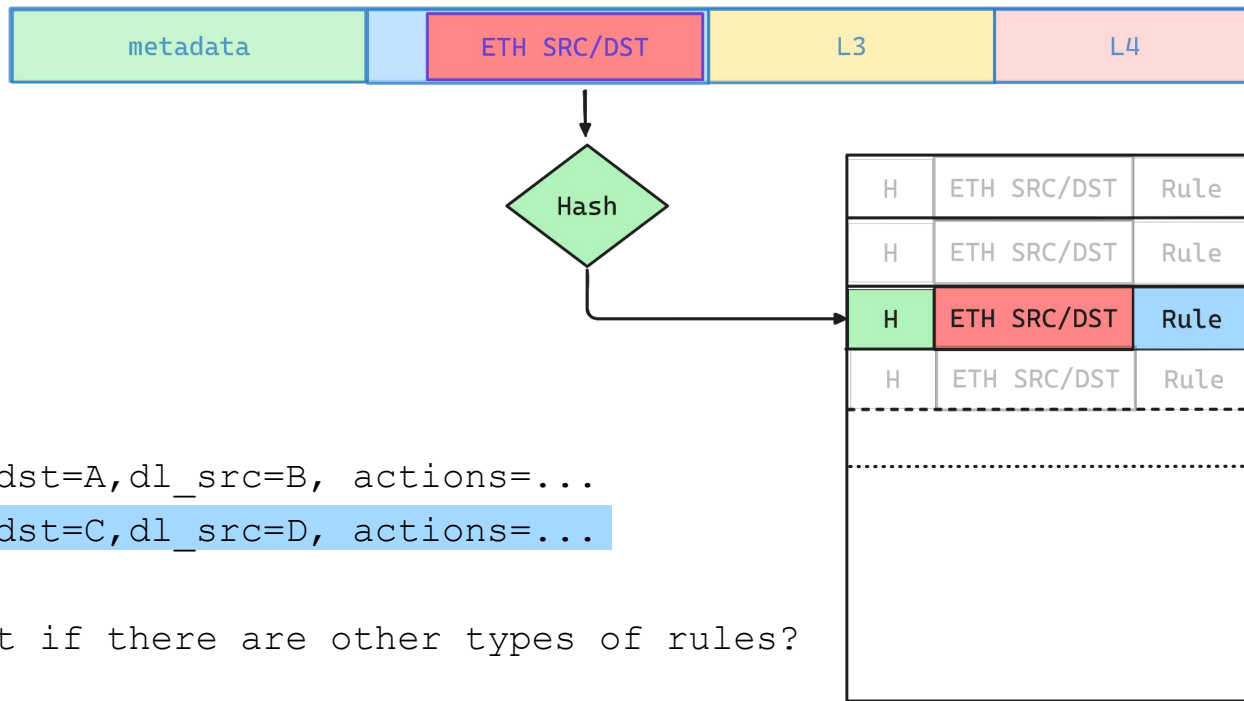 metadata ETH SRC/DST L3 L4
Hash
H ETH SRC/DST Rule
H ETH SRC/DST Rule
H ETH SRC/DST Rule
H ETH SRC/DST Rule
dst=A,dl_src=B, actions=...
dst=C,dl_src=D, actions=...
t if there are other types of rules?